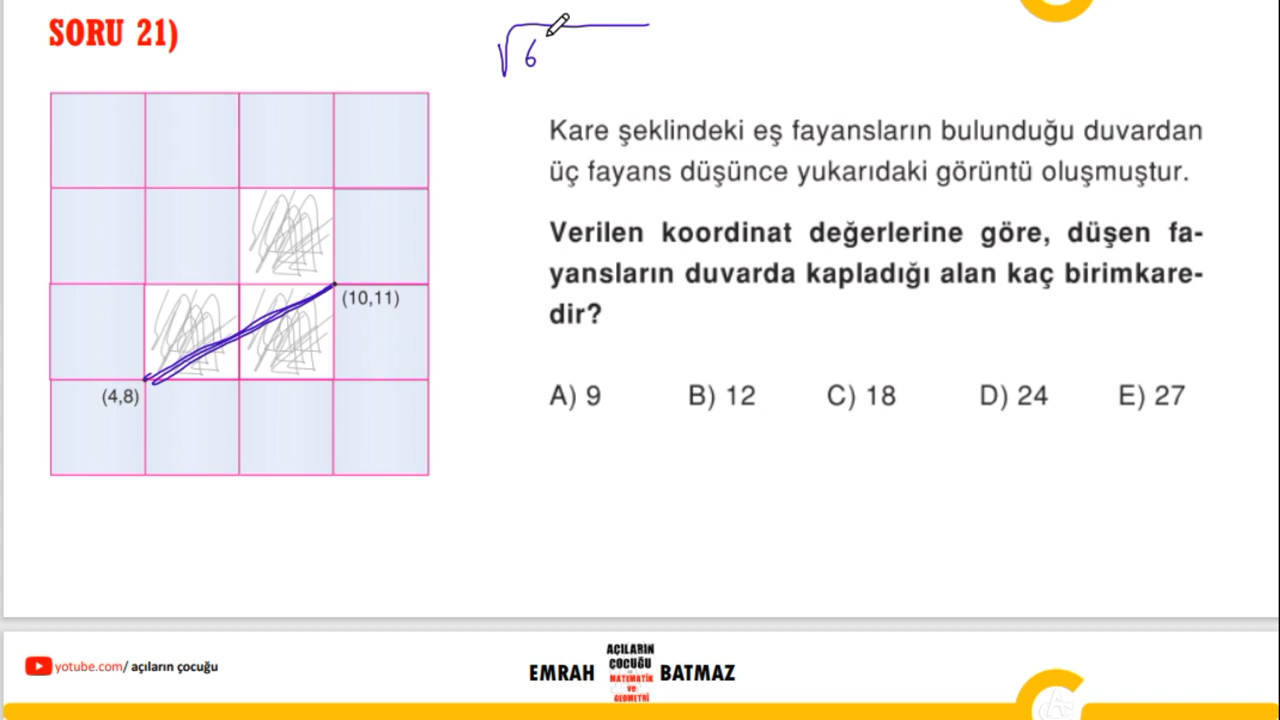 SORU 21)
√6
Kare şeklindeki eş fayansların bulunduğu duvardan
üç fayans düşünce yukarıdaki görüntü oluşmuştur.
Verilen koordinat değerlerine göre, düşen fa-
yansların duvarda kapladığı alan kaç birimkare-
dir?
(10,11)
(4,8)
A) 9 B) 12 C) 18 D) 24 E) 27
yotube.com/ açıların çocuğu
EMRAH
AÇILARIN
ÇOCUĞU
MATEMATİK
ve
GEOMETRİ
BATMAZ